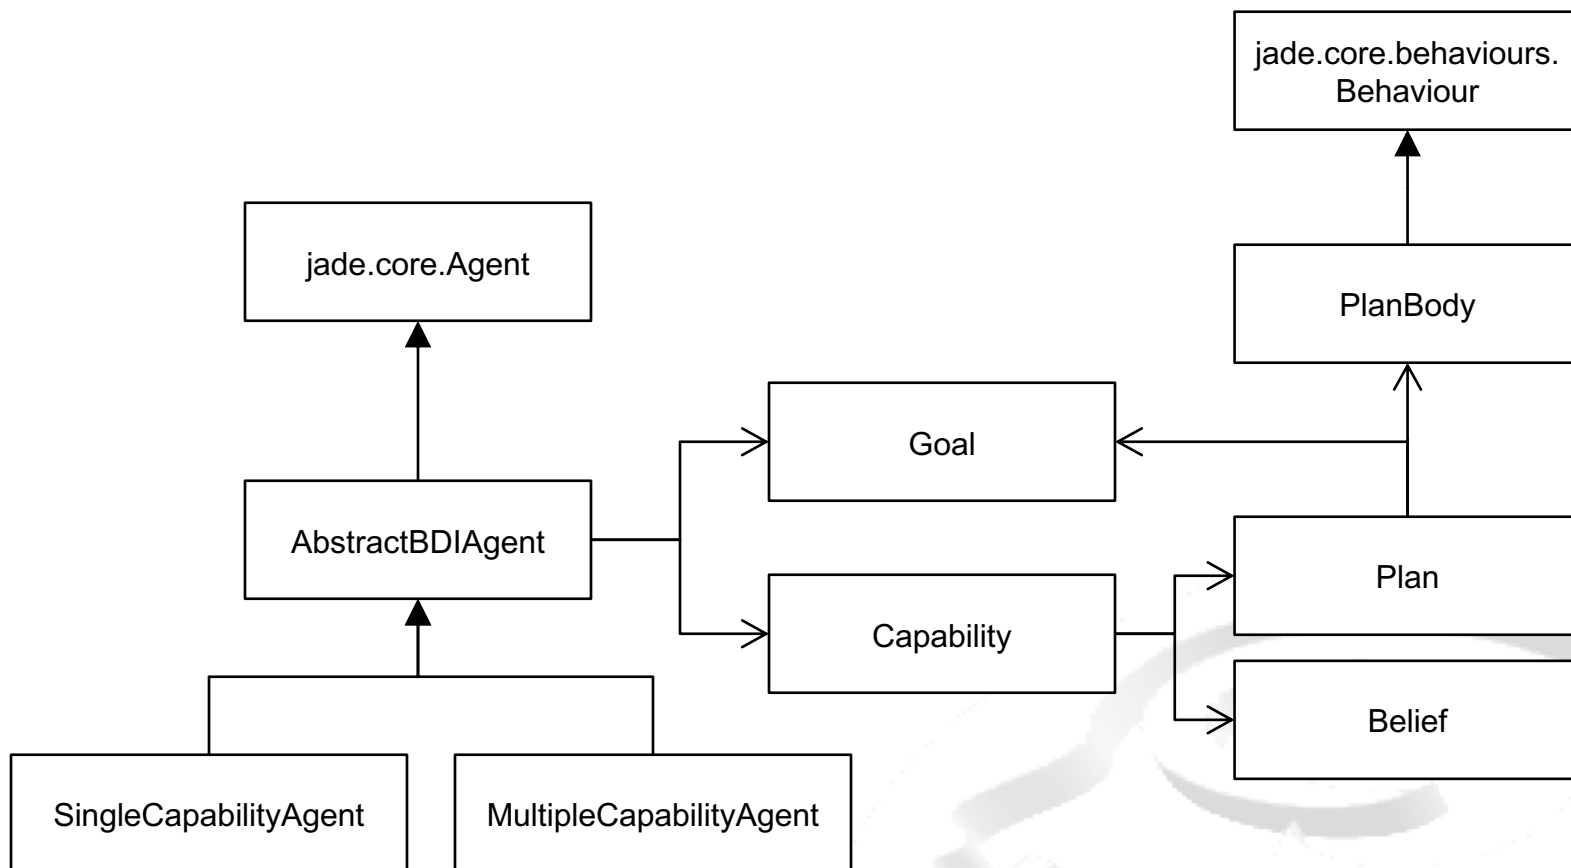 jade.core.behaviours.
Behaviour
jade.core.Agent
PlanBody
Goal
AbstractBDIAgent
Plan
Capability
Belief
SingleCapabilityAgent
MultipleCapabilityAgent